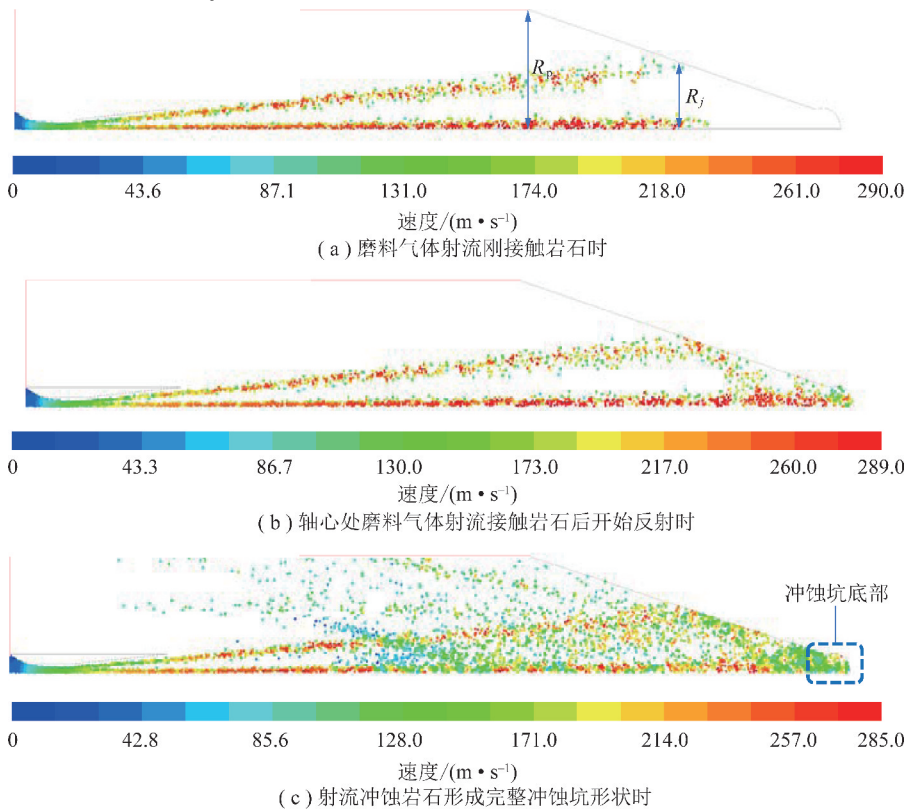 Rp
Rj
0 43.6 87.1 131.0 174.0 218.0 261.0 290.0
速度/(m·s⁻¹)
(a)磨料气体射流刚接触岩石时
0 43.3 86.7 130.0 173.0 217.0 260.0 289.0
速度/(m·s⁻¹)
(b)轴心处磨料气体射流接触岩石后开始反射时
冲蚀坑底部
0 42.8 85.6 128.0 171.0 214.0 257.0 285.0
速度/(m·s⁻¹)
(c)射流冲蚀岩石形成完整冲蚀坑形状时